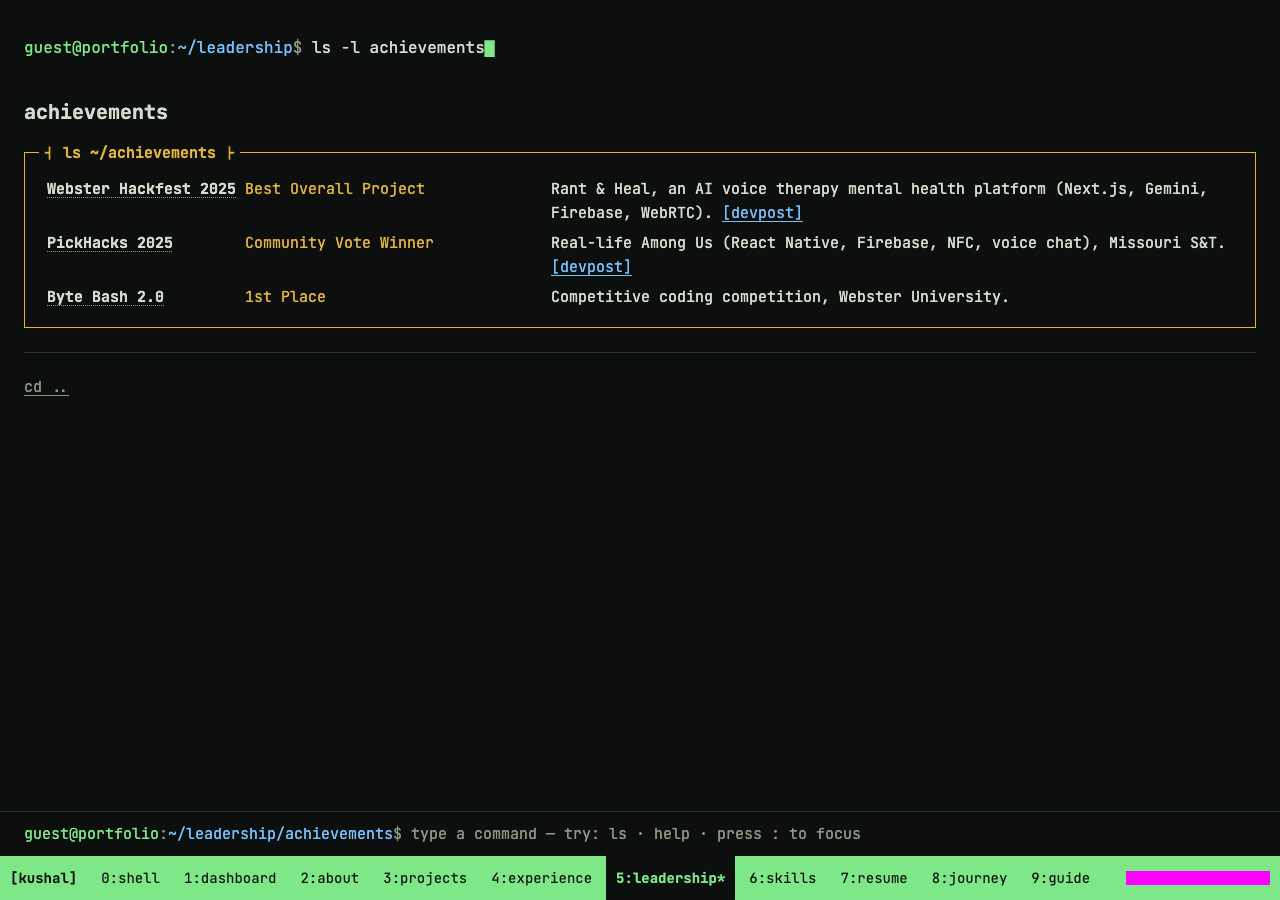 guest@portfolio:~/leadership$ ls -l achievements
achievements
┤ ls ~/achievements ├
Webster Hackfest 2025 Best Overall Project Rant & Heal, an AI voice therapy mental health platform (Next.js, Gemini,
Firebase, WebRTC). [devpost]
PickHacks 2025 Community Vote Winner Real-life Among Us (React Native, Firebase, NFC, voice chat), Missouri S&T.
[devpost]
Byte Bash 2.0 1st Place Competitive coding competition, Webster University.
cd ..
guest@portfolio:~/leadership/achievements$ type a command — try: ls · help · press : to focus
[kushal] 0:shell 1:dashboard 2:about 3:projects 4:experience 5:leadership* 6:skills 7:resume 8:journey 9:guide